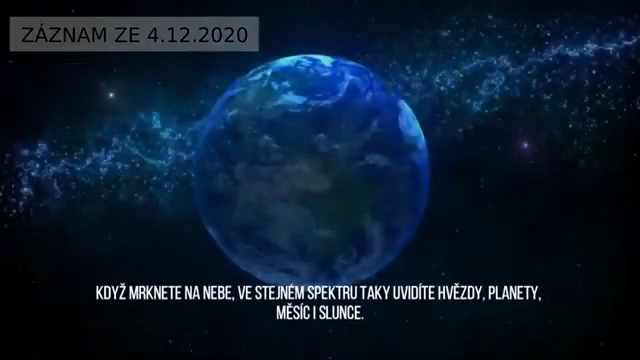 ZÁZNAM ZE 4.12.2020
KDYŽ MRKNETE NA NEBE, VE STEJNÉM SPEKTRU TAKY UVIDÍTE HVĚZDY, PLANETY,
MĚSÍC I SLUNCE.